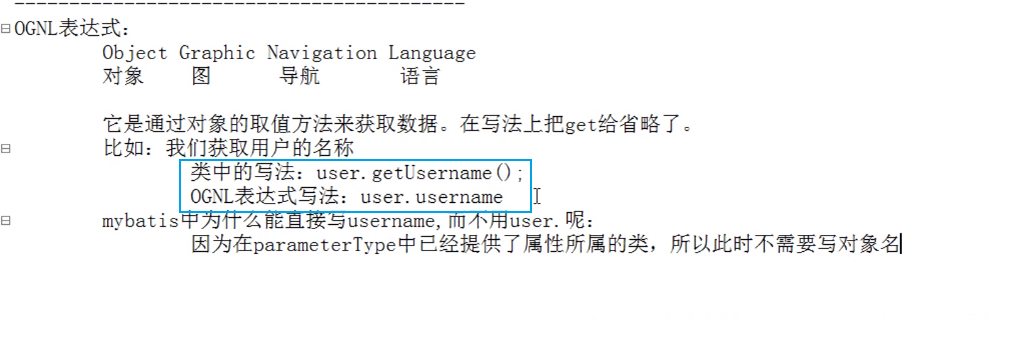 OGNL表达式：
Object Graphic Navigation Language
对象 图 导航 语言
它是通过对象的取值方法来获取数据。在写法上把get给省略了。
比如：我们获取用户的名称
类中的写法：user.getUsername();
OGNL表达式写法：user.username
mybatis中为什么能直接写username,而不用user.呢：
因为在parameterType中已经提供了属性所属的类，所以此时不需要写对象名